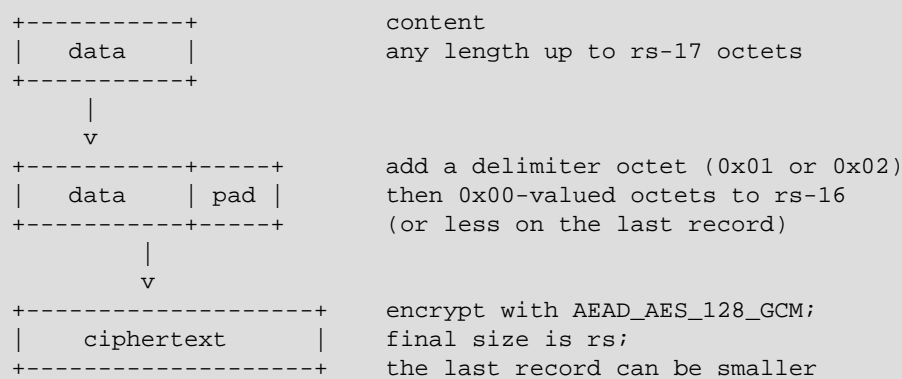 +-----------+             content
|   data    |             any length up to rs-17 octets
+-----------+
     |
     v
+-----------+-----+       add a delimiter octet (0x01 or 0x02)
|   data    | pad |       then 0x00-valued octets to rs-16
+-----------+-----+       (or less on the last record)
         |
         v
+--------------------+    encrypt with AEAD_AES_128_GCM;
|    ciphertext      |    final size is rs;
+--------------------+    the last record can be smaller